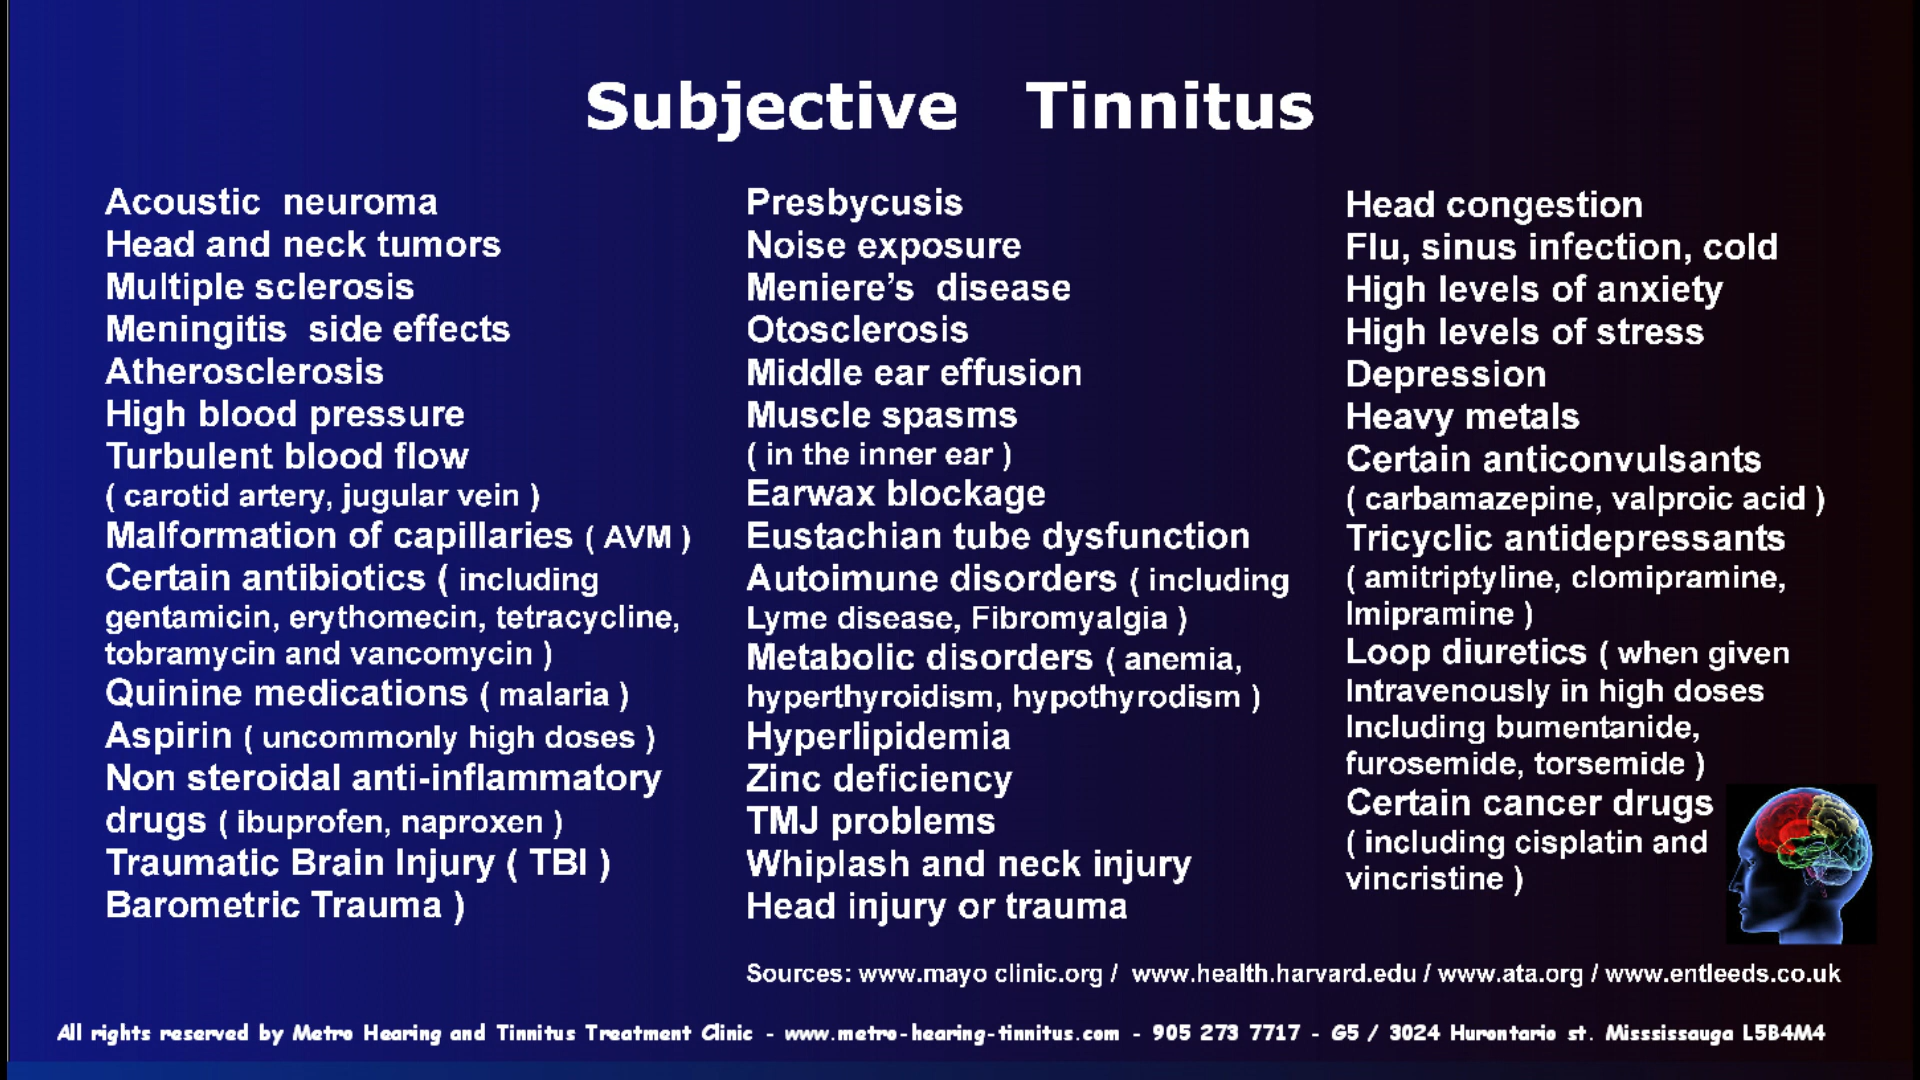 Subjective Tinnitus
Acoustic neuroma
Head and neck tumors
Multiple sclerosis
Meningitis side effects
Atherosclerosis
High blood pressure
Turbulent blood flow
( carotid artery, jugular vein )
Malformation of capillaries ( AVM )
Certain antibiotics ( including
gentamicin, erythomecin, tetracycline,
tobramycin and vancomycin )
Quinine medications ( malaria )
Aspirin ( uncommonly high doses )
Non steroidal anti-inflammatory
drugs ( ibuprofen, naproxen )
Traumatic Brain Injury ( TBI )
Barometric Trauma )
Presbycusis
Noise exposure
Meniere’s disease
Otosclerosis
Middle ear effusion
Muscle spasms
( in the inner ear )
Earwax blockage
Eustachian tube dysfunction
Autoimune disorders ( including
Lyme disease, Fibromyalgia )
Metabolic disorders ( anemia,
hyperthyroidism, hypothyrodism )
Hyperlipidemia
Zinc deficiency
TMJ problems
Whiplash and neck injury
Head injury or trauma
Head congestion
Flu, sinus infection, cold
High levels of anxiety
High levels of stress
Depression
Heavy metals
Certain anticonvulsants
( carbamazepine, valproic acid )
Tricyclic antidepressants
( amitriptyline, clomipramine,
Imipramine )
Loop diuretics ( when given
Intravenously in high doses
Including bumentanide,
furosemide, torsemide )
Certain cancer drugs
( including cisplatin and
vincristine )
Sources: www.mayo clinic.org / www.health.harvard.edu / www.ata.org / www.entleeds.co.uk
All rights reserved by Metro Hearing and Tinnitus Treatment Clinic - www.metro-hearing-tinnitus.com - 905 273 7717 - G5 / 3024 Hurontario st. Misssissauga L5B4M4